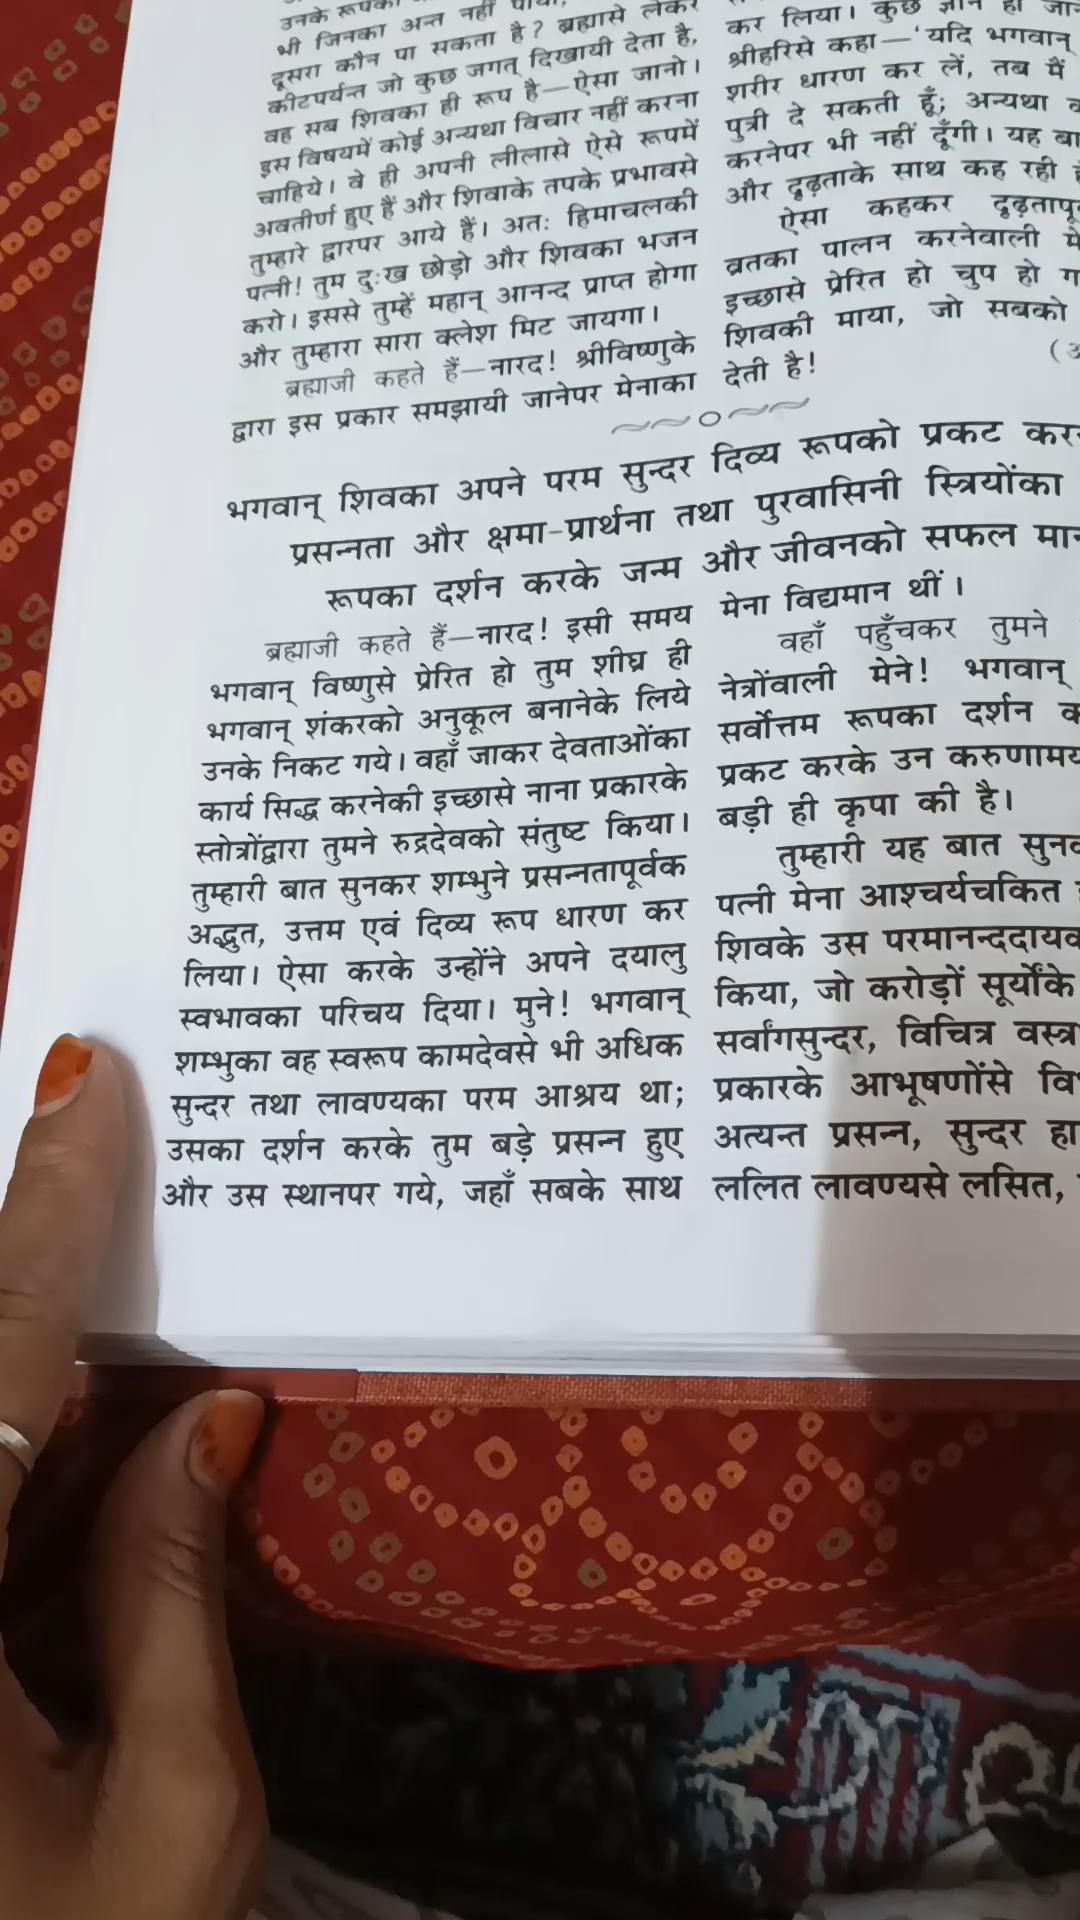 उनके रूपका अन्त नहीं
भी जिनका अन्त नहीं पाया,
दूसरा कौन पा सकता है? ब्रह्मासे लेकर
कीटपर्यन्त जो कुछ जगत् दिखायी देता है,
वह सब शिवका ही रूप है—ऐसा जानो।
इस विषयमें कोई अन्यथा विचार नहीं करना
चाहिये। वे ही अपनी लीलासे ऐसे रूपमें
अवतीर्ण हुए हैं और शिवाके तपके प्रभावसे
तुम्हारे द्वारपर आये हैं। अतः हिमाचलकी
पत्नी! तुम दुःख छोड़ो और शिवका भजन
करो। इससे तुम्हें महान् आनन्द प्राप्त होगा
और तुम्हारा सारा क्लेश मिट जायगा।
ब्रह्माजी कहते हैं—नारद! श्रीविष्णुके
द्वारा इस प्रकार समझायी जानेपर मेनाका
कर लिया। कुछ ज्ञान हो
श्रीहरिसे कहा—‘यदि भगवान्
शरीर धारण कर लें, तब मैं
पुत्री दे सकती हूँ; अन्यथा
करनेपर भी नहीं दूँगी। यह
और दृढ़ताके साथ कह रही
ऐसा कहकर
व्रतका पालन करनेवाली
इच्छासे प्रेरित हो चुप हो
शिवकी माया, जो सबको
देती है!
भगवान् शिवका अपने परम सुन्दर दिव्य रूपको प्रकट
प्रसन्नता और क्षमा-प्रार्थना तथा पुरवासिनी स्त्रियोंका
रूपका दर्शन करके जन्म और जीवनको सफल
ब्रह्माजी कहते हैं—नारद! इसी समय
भगवान् विष्णुसे प्रेरित हो तुम शीघ्र ही
भगवान् शंकरको अनुकूल बनानेके लिये
उनके निकट गये। वहाँ जाकर देवताओंका
कार्य सिद्ध करनेकी इच्छासे नाना प्रकारके
स्तोत्रोंद्वारा तुमने रुद्रदेवको संतुष्ट किया।
तुम्हारी बात सुनकर शम्भुने प्रसन्नतापूर्वक
अद्भुत, उत्तम एवं दिव्य रूप धारण कर
लिया। ऐसा करके उन्होंने अपने दयालु
स्वभावका परिचय दिया। मुने! भगवान्
शम्भुका वह स्वरूप कामदेवसे भी अधिक
सुन्दर तथा लावण्यका परम आश्रय था;
उसका दर्शन करके तुम बड़े प्रसन्न हुए
और उस स्थानपर गये, जहाँ सबके साथ
मेना विद्यमान थीं।
वहाँ पहुँचकर तुमने
नेत्रोंवाली मेने! भगवान्
सर्वोत्तम रूपका दर्शन
प्रकट करके उन
बड़ी ही कृपा की है।
तुम्हारी यह बात
पत्नी मेना आश्चर्यचकित
शिवके उस
किया, जो करोड़ों सूर्योंके
सर्वांगसुन्दर, विचित्र
प्रकारके आभूषणोंसे
अत्यन्त प्रसन्न, सुन्दर
ललित लावण्यसे लसित,